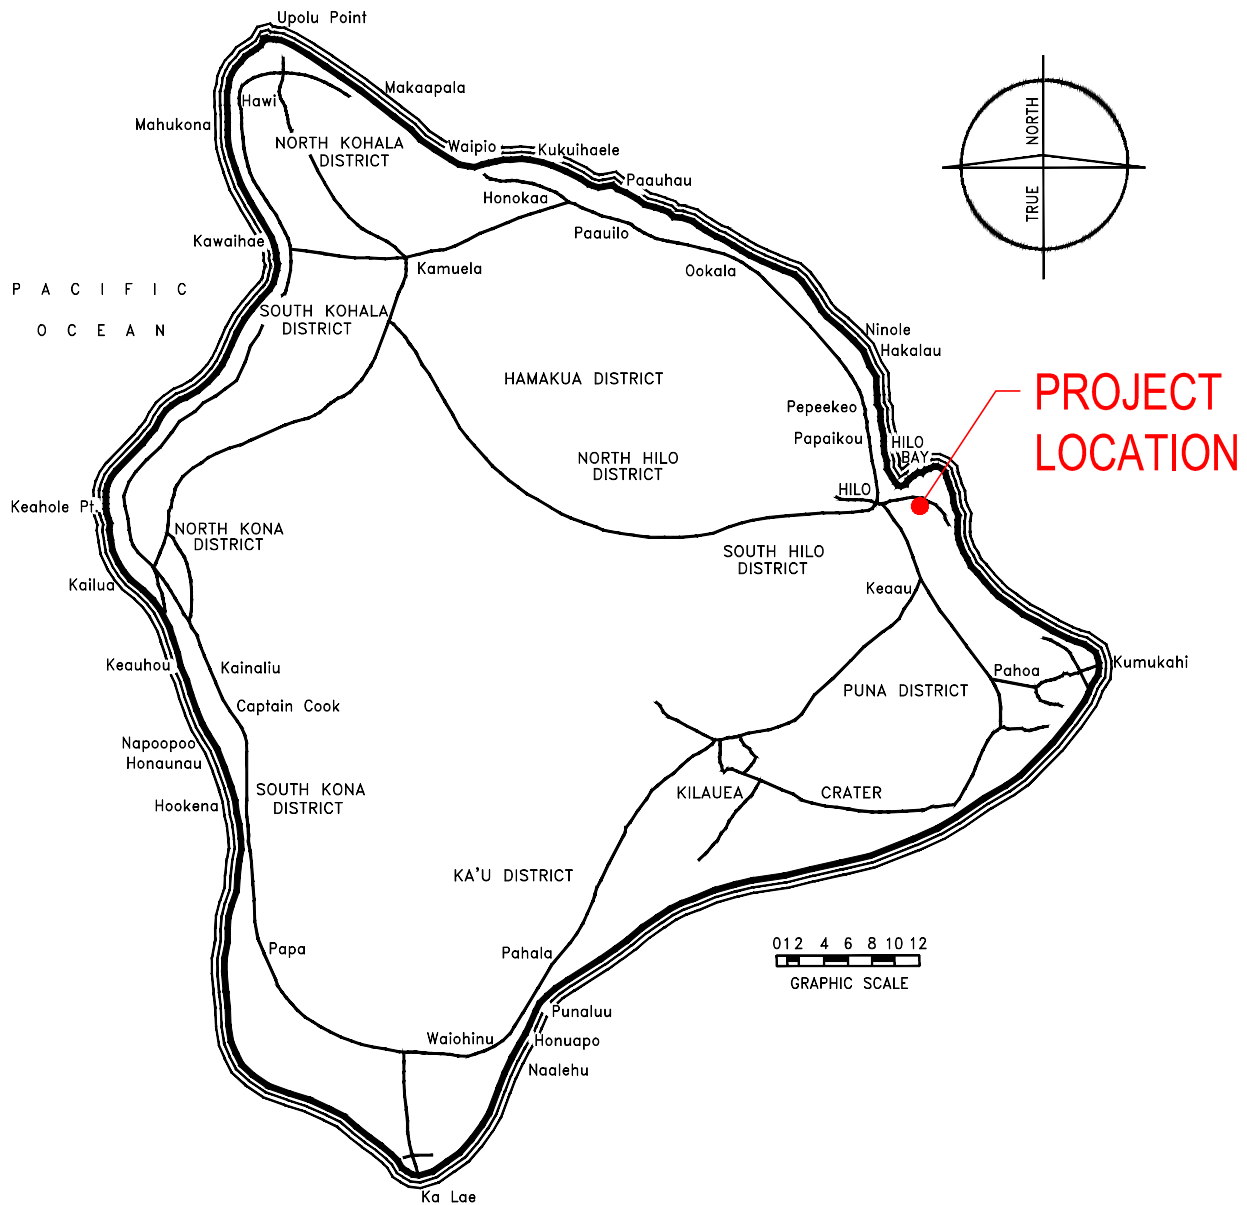 Upolu Point
Makaapala
Hawi
Mahukona
NORTH KOHALA
DISTRICT
Waipio
Kukuihaele
Paauhau
Honokaa
Paauilo
Kawaihae
Kamuela
Ookala
NORTH
TRUE
PACIFIC
OCEAN
SOUTH KOHALA
DISTRICT
Ninole
Hakalau
HAMAKUA DISTRICT
PROJECT
LOCATION
Pepeekeo
Papaikou
HILO
BAY
NORTH HILO
DISTRICT
HILO
Keahole Pt.
NORTH KONA
DISTRICT
SOUTH HILO
DISTRICT
Kailua
Keaau
Keauhou
Kainaliu
Pahoa
Kumukahi
PUNA DISTRICT
Captain Cook
Napoopoo
Honaunau
Hookena
SOUTH KONA
DISTRICT
KILAUEA
CRATER
KA'U DISTRICT
Papa
Pahala
0 1 2 4 6 8 10 12
GRAPHIC SCALE
Punaluu
Waiohinu
Honuapo
Naalehu
Ka Lae